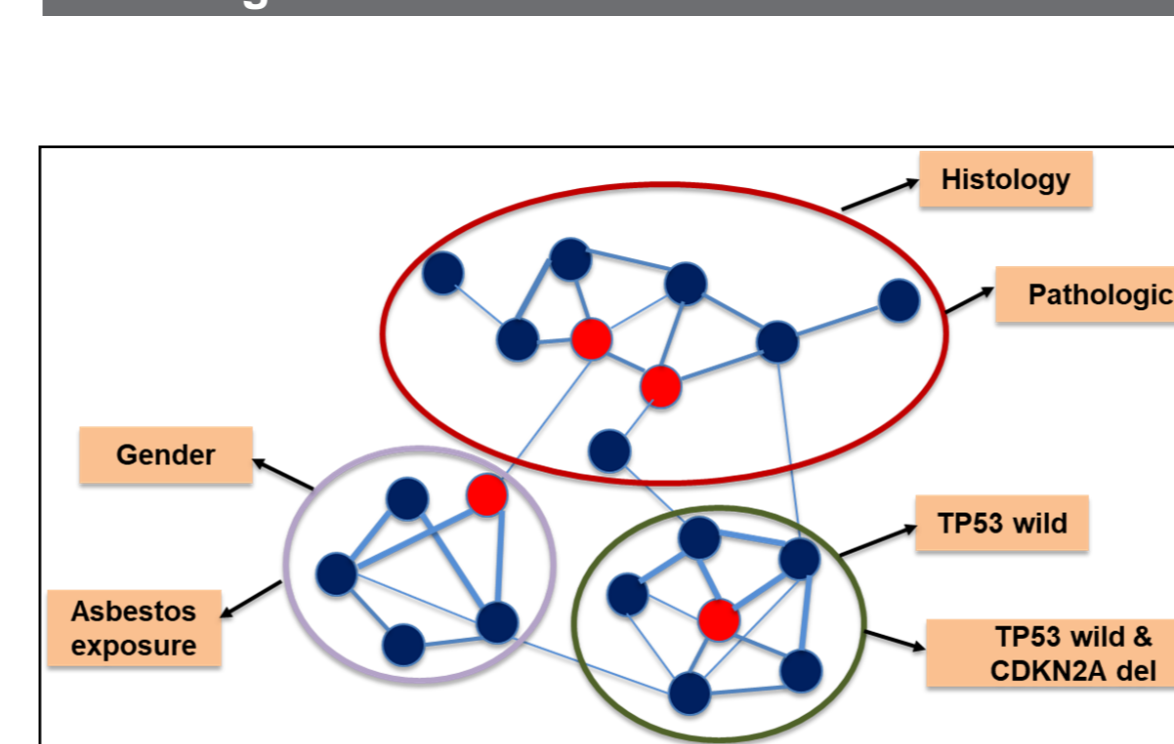 Histology
Pathologic
Gender
TP53 wild
Asbestos
exposure
TP53 wild &
CDKN2A del